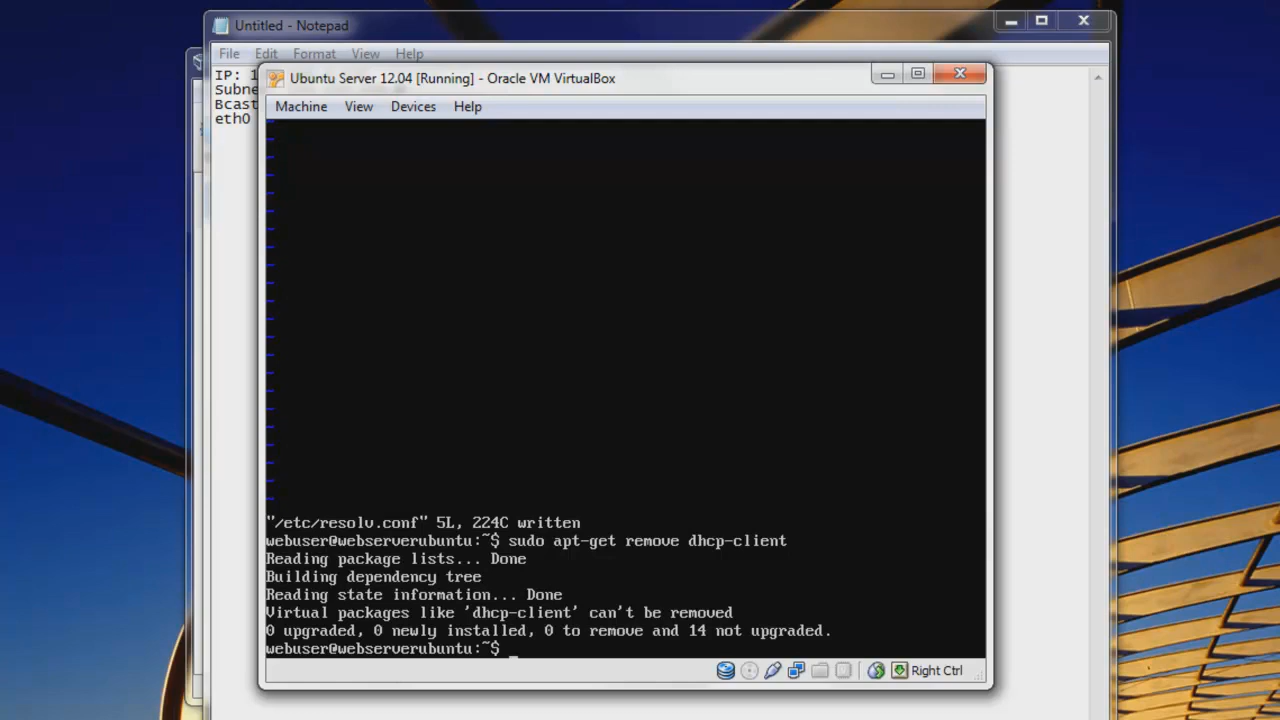 Untitled - Notepad
File Edit Format View Help
IP: 1
Subne
Bcast
eth0
Ubuntu Server 12.04 [Running] - Oracle VM VirtualBox
Machine View Devices Help
"/etc/resolv.conf" 5L, 224C written
webuser@webserverubuntu:~$ sudo apt-get remove dhcp-client
Reading package lists... Done
Building dependency tree
Reading state information... Done
Virtual packages like 'dhcp-client' can't be removed
0 upgraded, 0 newly installed, 0 to remove and 14 not upgraded.
webuser@webserverubuntu:~$ _
Right Ctrl